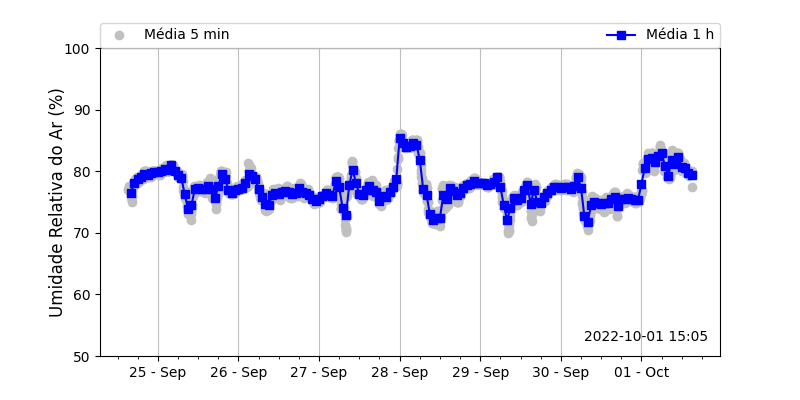 Média 5 min
Média 1 h
Umidade Relativa do Ar (%)
100
90
80
70
60
50
2022-10-01 15:05
25 - Sep
26 - Sep
27 - Sep
28 - Sep
29 - Sep
30 - Sep
01 - Oct